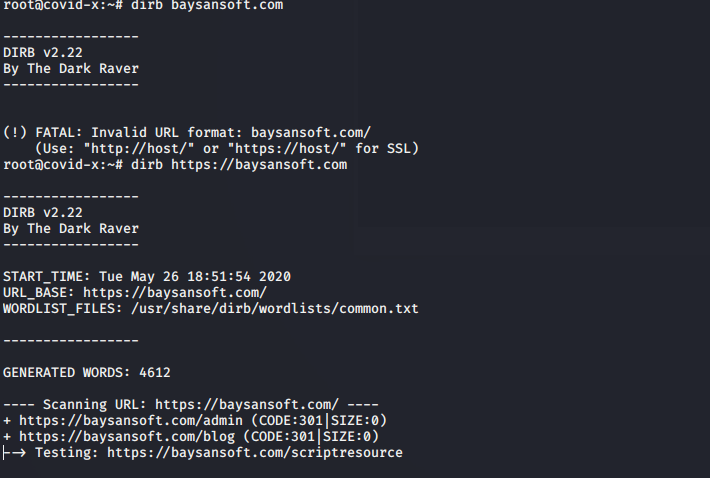 root@covid-x:~# dirb baysansoft.com
-----------------
DIRB v2.22
By The Dark Raver
-----------------
(!) FATAL: Invalid URL format: baysansoft.com/
(Use: "http://host/" or "https://host/" for SSL)
root@covid-x:~# dirb https://baysansoft.com
-----------------
DIRB v2.22
By The Dark Raver
-----------------
START_TIME: Tue May 26 18:51:54 2020
URL_BASE: https://baysansoft.com/
WORDLIST_FILES: /usr/share/dirb/wordlists/common.txt
-----------------
GENERATED WORDS: 4612
---- Scanning URL: https://baysansoft.com/ ----
+ https://baysansoft.com/admin (CODE:301|SIZE:0)
+ https://baysansoft.com/blog (CODE:301|SIZE:0)
--> Testing: https://baysansoft.com/scriptresource